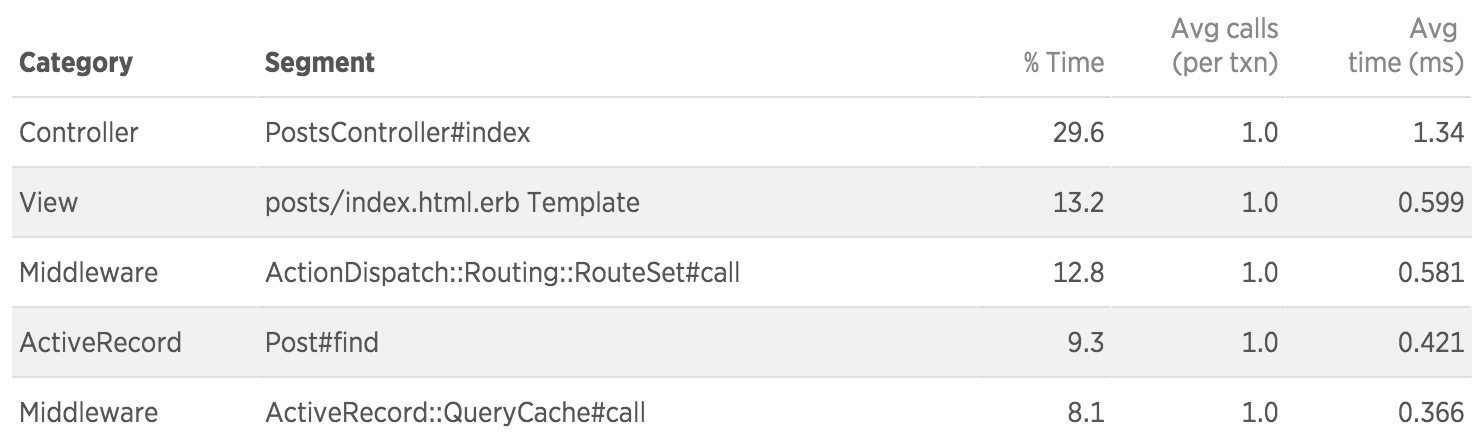 Category Segment % Time Avg calls (per txn) Avg time (ms)
Controller PostsController#index 29.6 1.0 1.34
View posts/index.html.erb Template 13.2 1.0 0.599
Middleware ActionDispatch::Routing::RouteSet#call 12.8 1.0 0.581
ActiveRecord Post#find 9.3 1.0 0.421
Middleware ActiveRecord::QueryCache#call 8.1 1.0 0.366